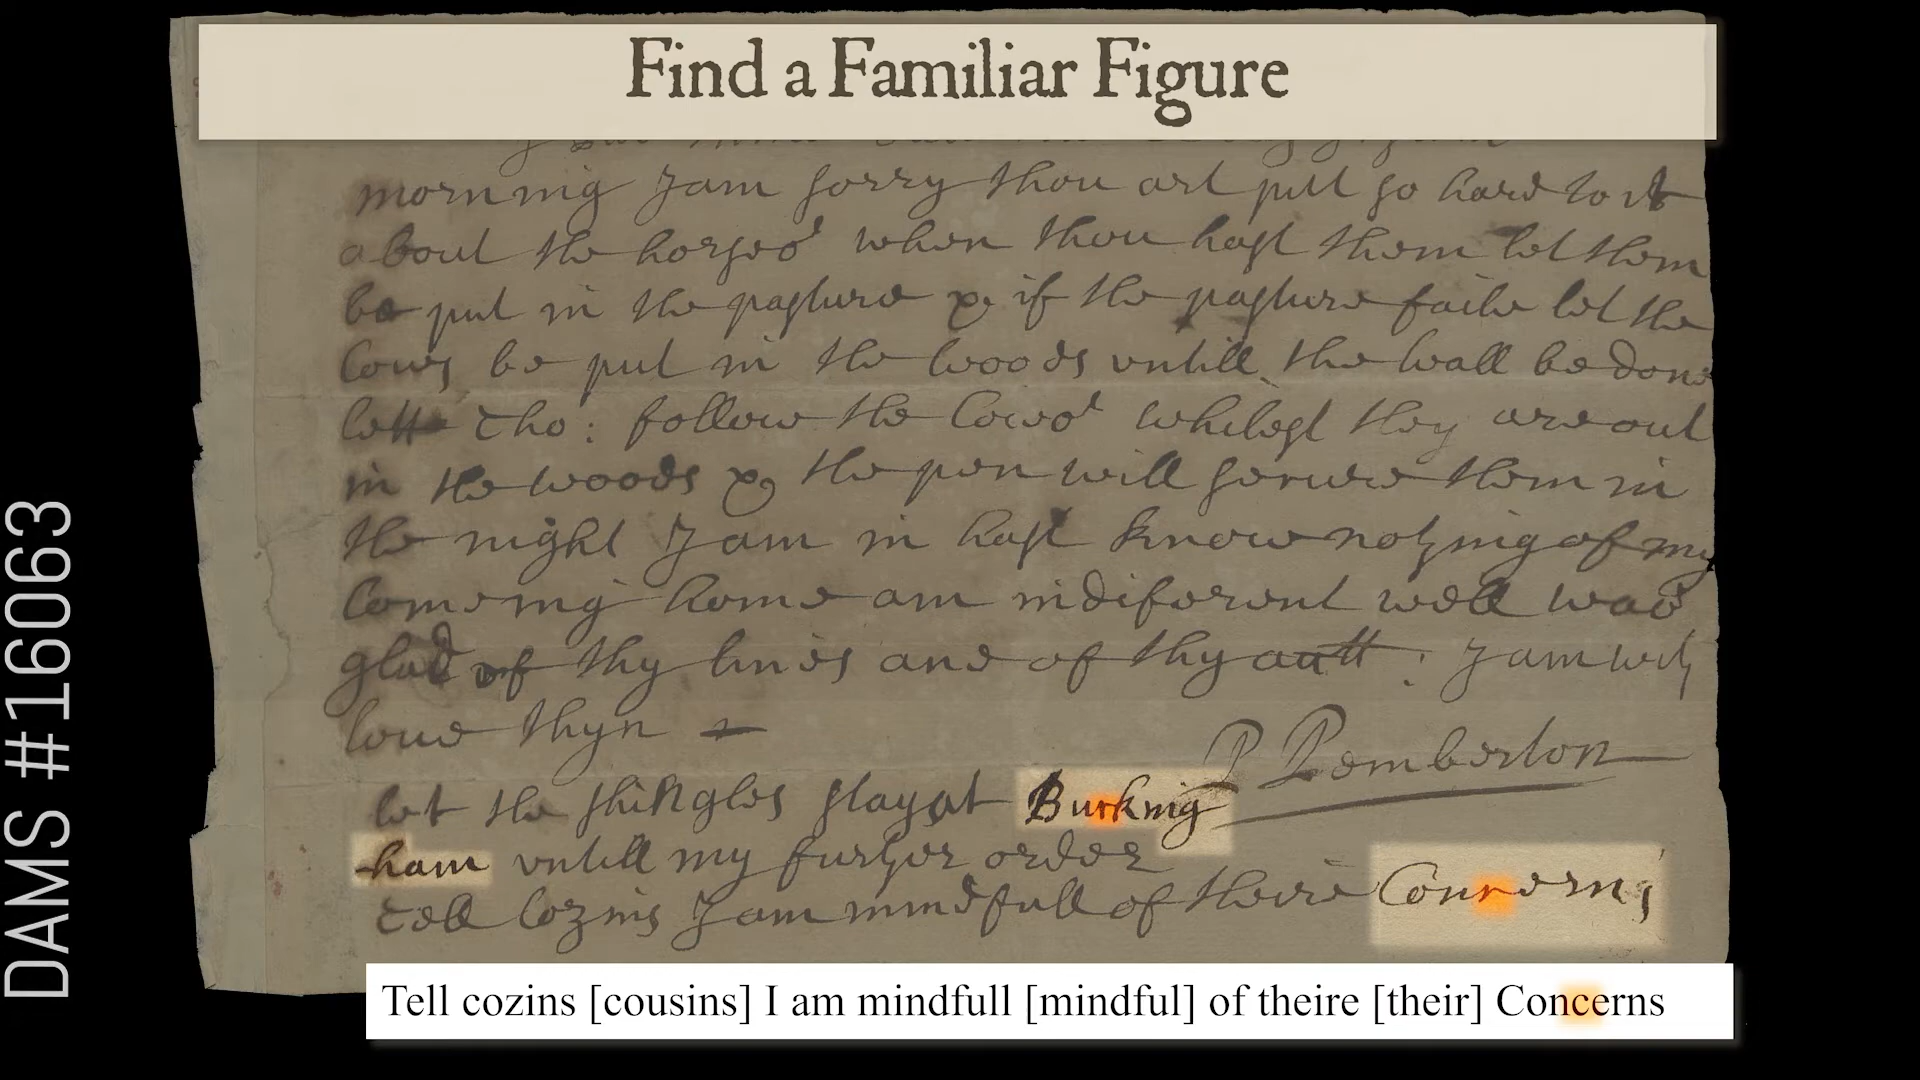 Find a Familiar Figure
DAMS #16063
morning I am sorry thou art putt so hard to it
about the horses when thou hast them let them
be put in the pasture & if the pasture faile let the
Cows be put in the woods untill the wall be done
lett Tho: follow the Cows whilest they are out
in the woods & the pen will serve them in
the night I am in hast know nothing of my
Comeing home am indiferent well was
glad of thy lines and of thy : I am with
love thyn
P Pemberton
let the shingles stay at Bucking
-ham untill my further order
Tell Cozins I am mindfull of theire Concerns
Tell cozins [cousins] I am mindfull [mindful] of theire [their] Concerns